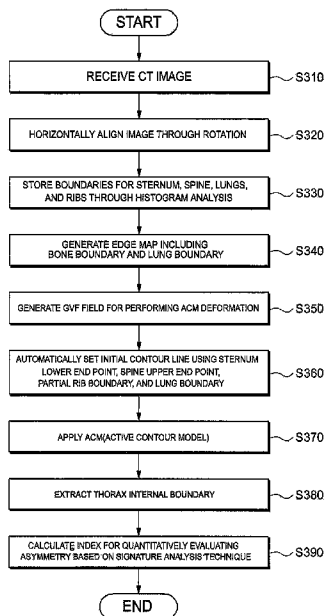 START
RECEIVE CT IMAGE
S310
HORIZONTALLY ALIGN IMAGE THROUGH ROTATION
S320
STORE BOUNDARIES FOR STERNUM, SPINE, LUNGS,
AND RIBS THROUGH HISTOGRAM ANALYSIS
S330
GENERATE EDGE MAP INCLUDING
BONE BOUNDARY AND LUNG BOUNDARY
S340
GENERATE GVF FIELD FOR PERFORMING ACM DEFORMATION
S350
AUTOMATICALLY SET INITIAL CONTOUR LINE USING STERNUM
LOWER END POINT, SPINE UPPER END POINT,
PARTIAL RIB BOUNDARY, AND LUNG BOUNDARY
S360
APPLY ACM(ACTIVE CONTOUR MODEL)
S370
EXTRACT THORAX INTERNAL BOUNDARY
S380
CALCULATE INDEX FOR QUANTITATIVELY EVALUATING
ASYMMETRY BASED ON SIGNATURE ANALYSIS TECHNIQUE
S390
END